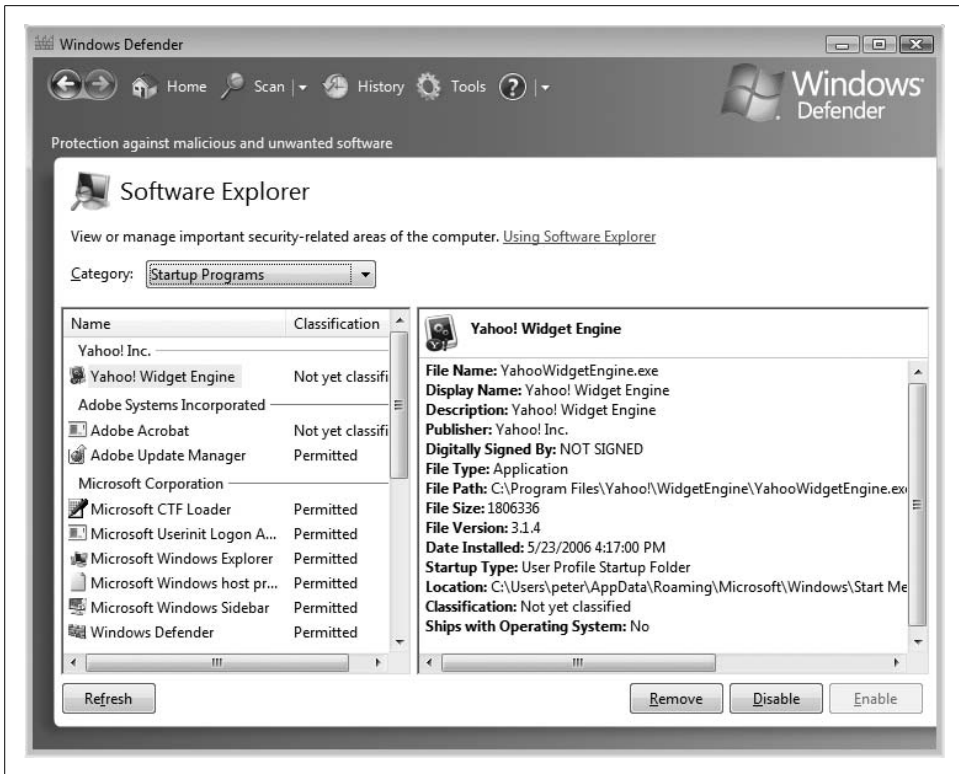 Windows Defender
Home Scan History Tools ?
Windows
Defender
Protection against malicious and unwanted software
Software Explorer
View or manage important security-related areas of the computer. Using Software Explorer
Category: Startup Programs
Name Classification
Yahoo! Inc.
Yahoo! Widget Engine Not yet classifi
Adobe Systems Incorporated
Adobe Acrobat Not yet classifi
Adobe Update Manager Permitted
Microsoft Corporation
Microsoft CTF Loader Permitted
Microsoft Userinit Logon A... Permitted
Microsoft Windows Explorer Permitted
Microsoft Windows host pr... Permitted
Microsoft Windows Sidebar Permitted
Windows Defender Permitted
Yahoo! Widget Engine
File Name: YahooWidgetEngine.exe
Display Name: Yahoo! Widget Engine
Description: Yahoo! Widget Engine
Publisher: Yahoo! Inc.
Digitally Signed By: NOT SIGNED
File Type: Application
File Path: C:\Program Files\Yahoo!\WidgetEngine\YahooWidgetEngine.exe
File Size: 1806336
File Version: 3.1.4
Date Installed: 5/23/2006 4:17:00 PM
Startup Type: User Profile Startup Folder
Location: C:\Users\peter\AppData\Roaming\Microsoft\Windows\Start Me
Classification: Not yet classified
Ships with Operating System: No
Refresh Remove Disable Enable